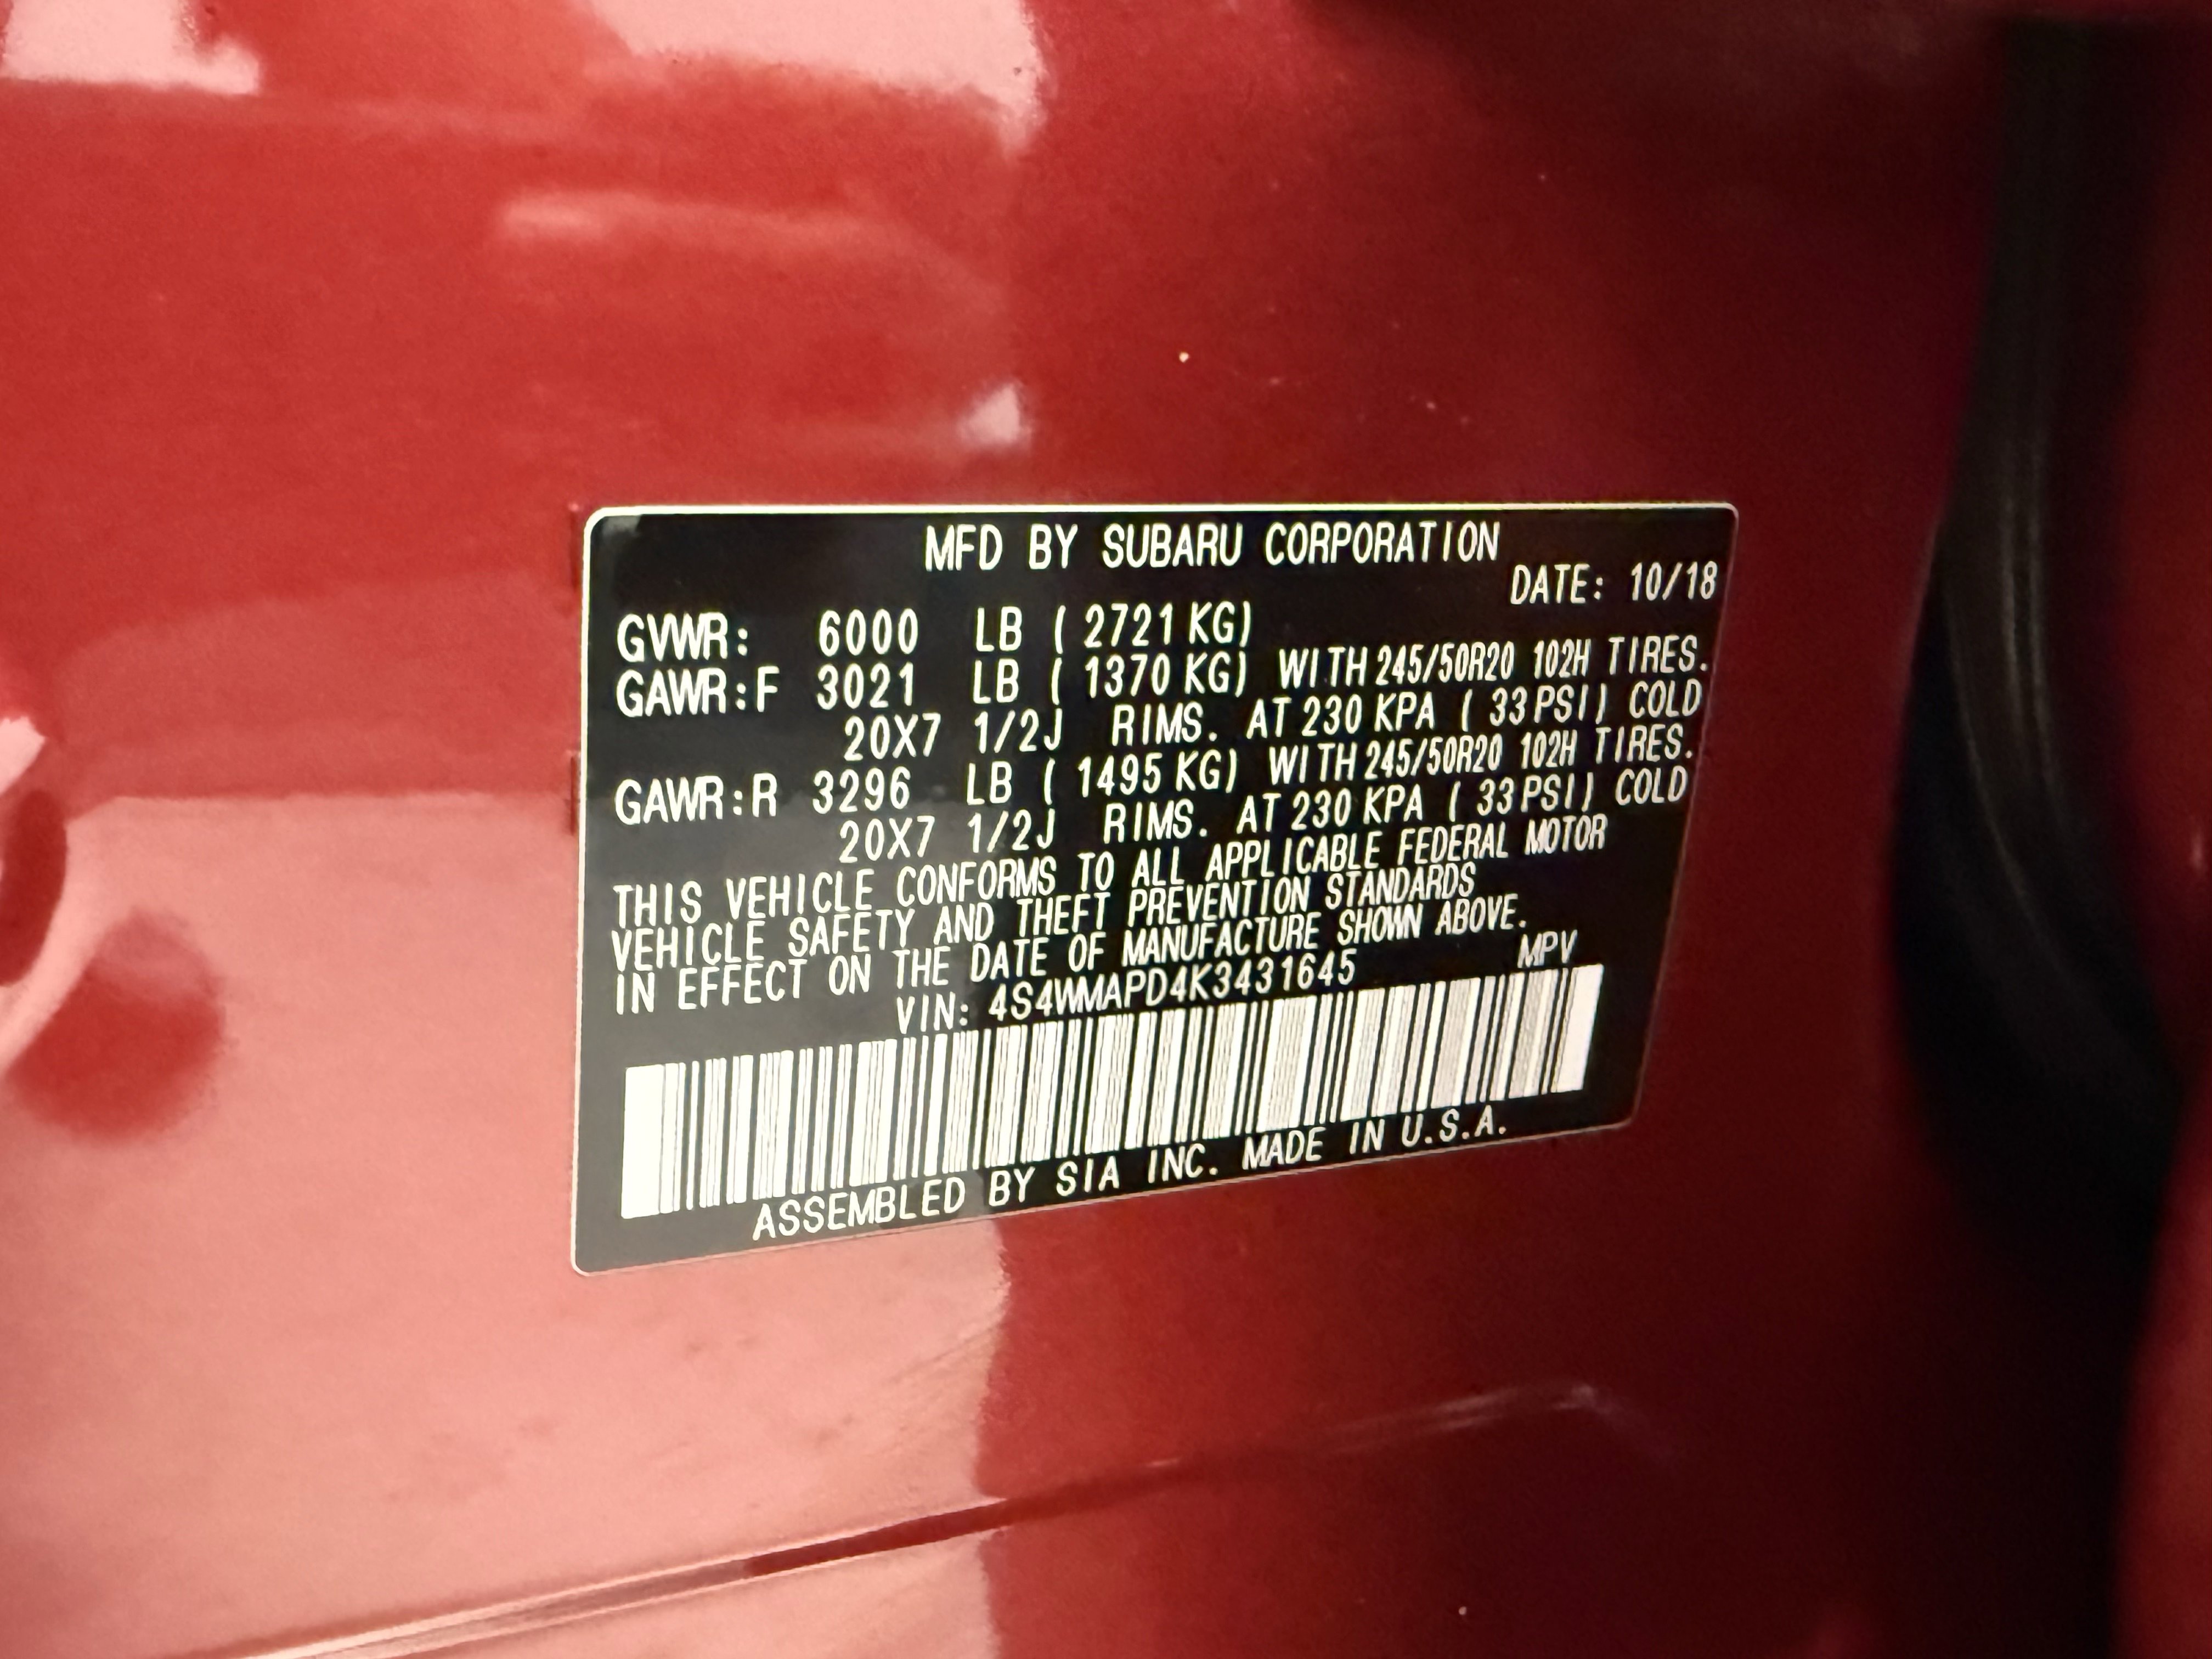 MFD BY SUBARU CORPORATION
DATE: 10/18
GVWR: 6000 LB ( 2721 KG)
GAWR:F 3021 LB ( 1370 KG) WITH 245/50R20 102H TIRES.
20X7 1/2J RIMS. AT 230 KPA ( 33 PSI) COLD
GAWR:R 3296 LB ( 1495 KG) WITH 245/50R20 102H TIRES.
20X7 1/2J RIMS. AT 230 KPA ( 33 PSI) COLD
THIS VEHICLE CONFORMS TO ALL APPLICABLE FEDERAL MOTOR
VEHICLE SAFETY AND THEFT PREVENTION STANDARDS
IN EFFECT ON THE DATE OF MANUFACTURE SHOWN ABOVE.
VIN: 4S4WMAPD4K3431645 MPV
ASSEMBLED BY SIA INC. MADE IN U.S.A.